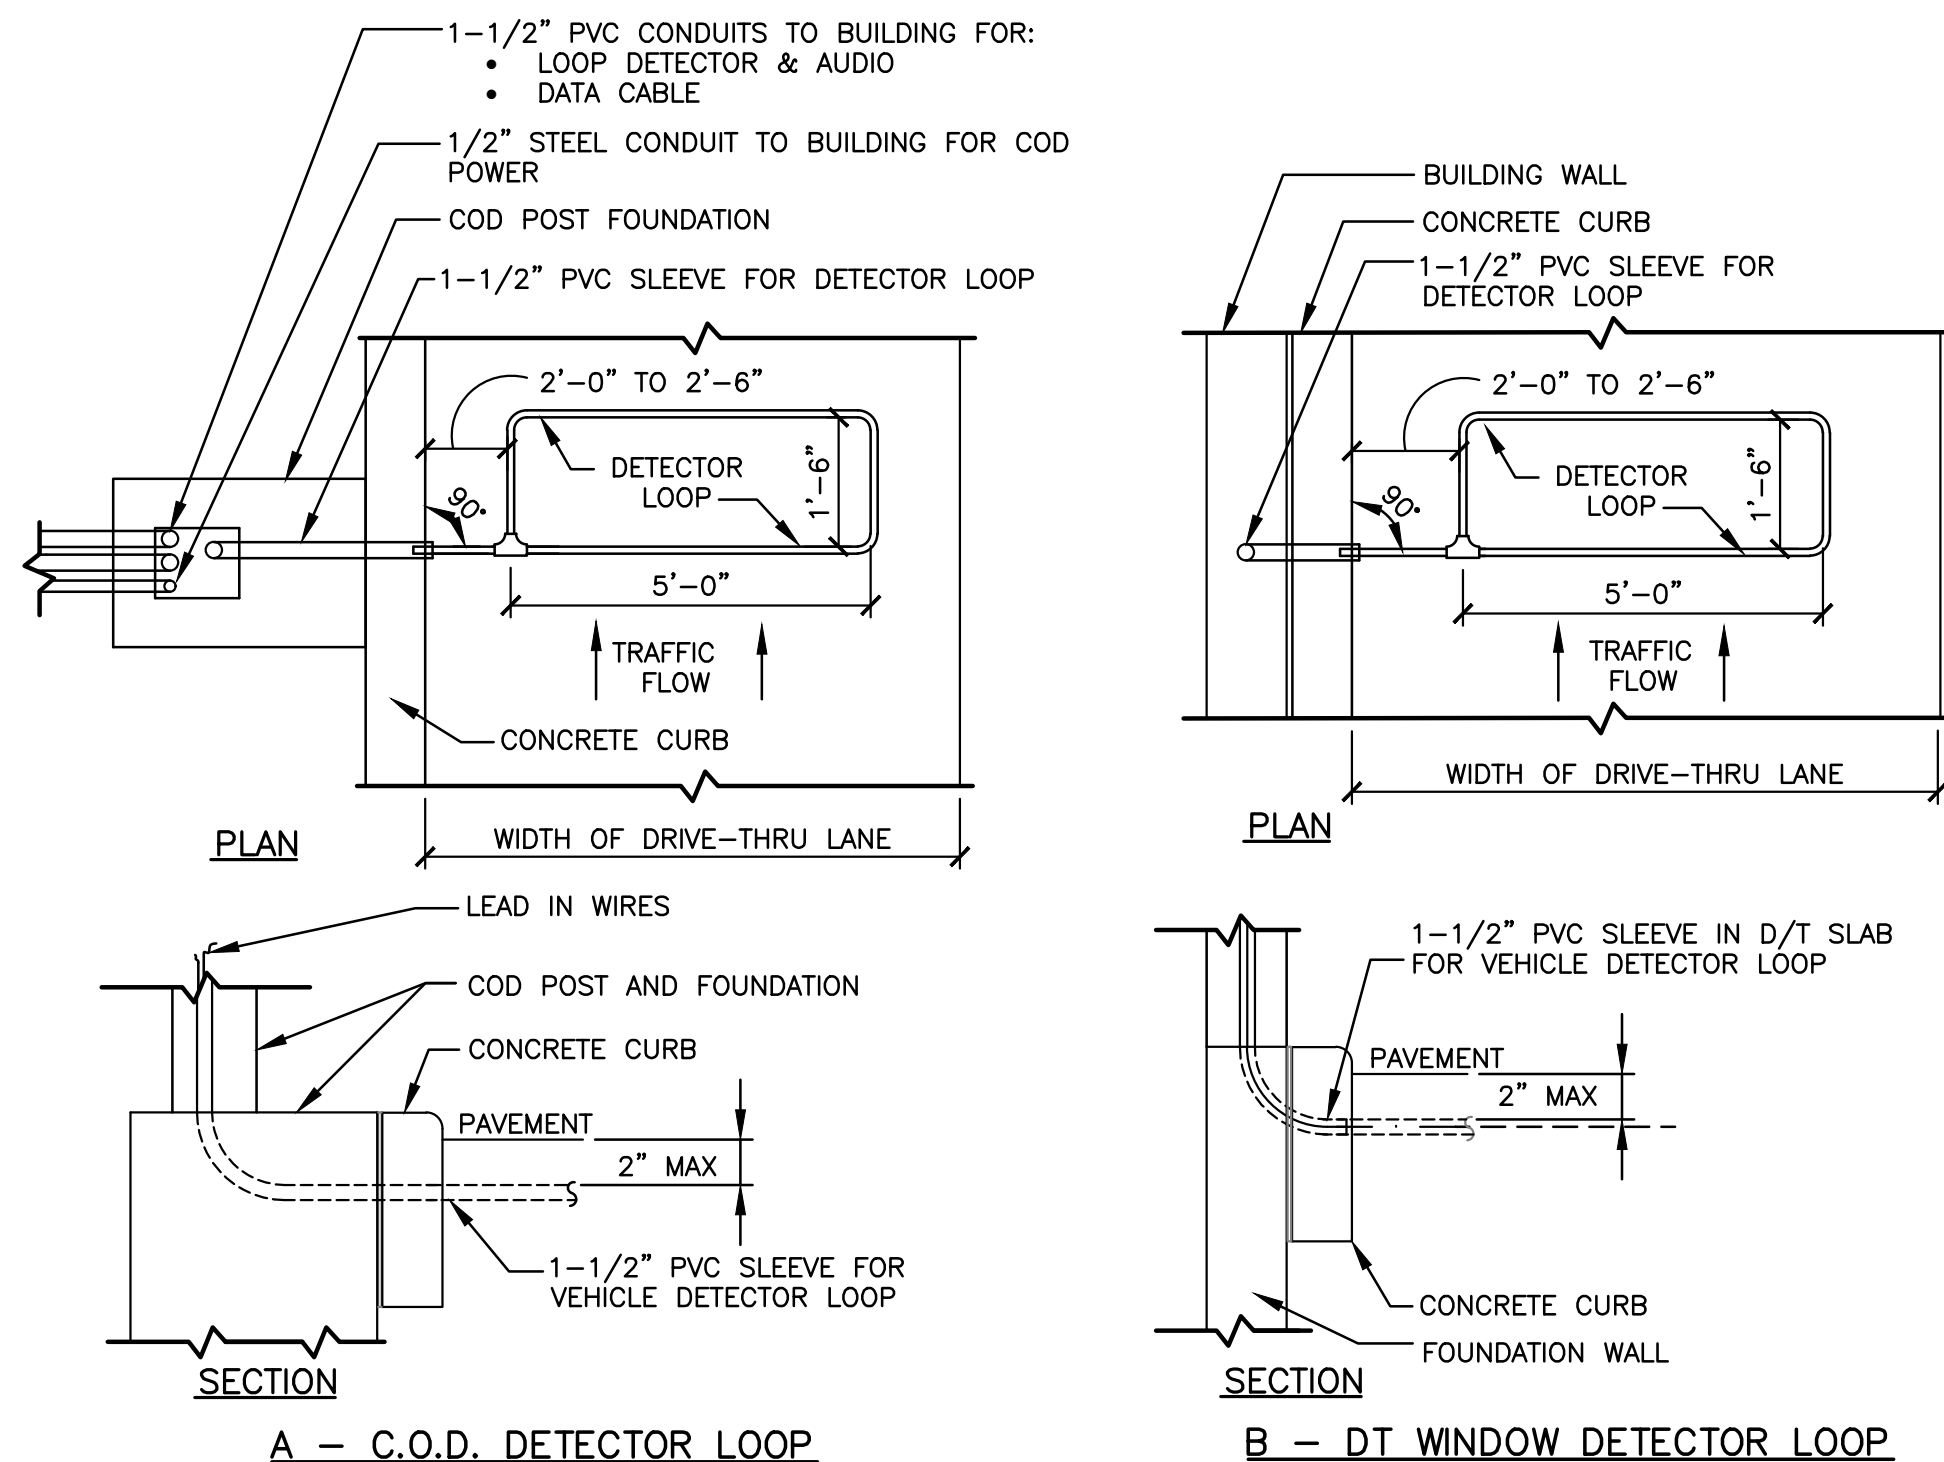 1-1/2" PVC CONDUITS TO BUILDING FOR:
• LOOP DETECTOR & AUDIO
• DATA CABLE
1/2" STEEL CONDUIT TO BUILDING FOR COD
POWER
COD POST FOUNDATION
1-1/2" PVC SLEEVE FOR DETECTOR LOOP
2'-0" TO 2'-6"
DETECTOR
LOOP
1'-6"
90°
5'-0"
TRAFFIC
FLOW
CONCRETE CURB
WIDTH OF DRIVE-THRU LANE
PLAN
LEAD IN WIRES
COD POST AND FOUNDATION
CONCRETE CURB
PAVEMENT
2" MAX
1-1/2" PVC SLEEVE FOR
VEHICLE DETECTOR LOOP
SECTION
A - C.O.D. DETECTOR LOOP
BUILDING WALL
CONCRETE CURB
1-1/2" PVC SLEEVE FOR
DETECTOR LOOP
2'-0" TO 2'-6"
DETECTOR
LOOP
1'-6"
90°
5'-0"
TRAFFIC
FLOW
WIDTH OF DRIVE-THRU LANE
PLAN
1-1/2" PVC SLEEVE IN D/T SLAB
FOR VEHICLE DETECTOR LOOP
PAVEMENT
2" MAX
CONCRETE CURB
FOUNDATION WALL
SECTION
B - DT WINDOW DETECTOR LOOP